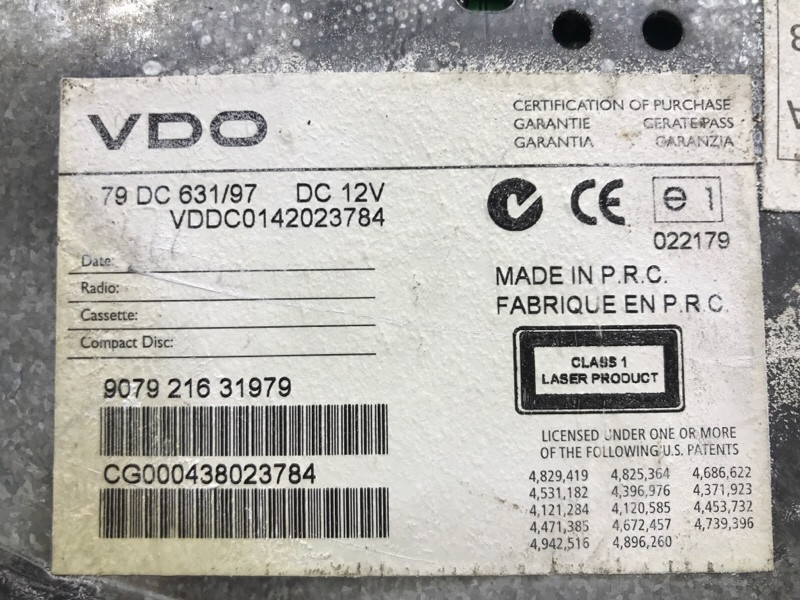 VDO
CERTIFICATION OF PURCHASE
GARANTIE GERATEPASS
GARANTIA GARANZIA
79 DC 631/97 DC 12V
VDDC0142023784
CE
e 1
022179
Date:
Radio:
Cassette:
Compact Disc:
MADE IN P.R.C.
FABRIQUE EN P.R.C.
CLASS 1
LASER PRODUCT
9079 216 31979
CG000438023784
LICENSED UNDER ONE OR MORE
OF THE FOLLOWING U.S. PATENTS
4,829,419 4,825,364 4,686,622
4,531,182 4,396,976 4,371,923
4,121,284 4,120,585 4,453,732
4,471,385 4,672,457 4,739,396
4,942,516 4,896,260